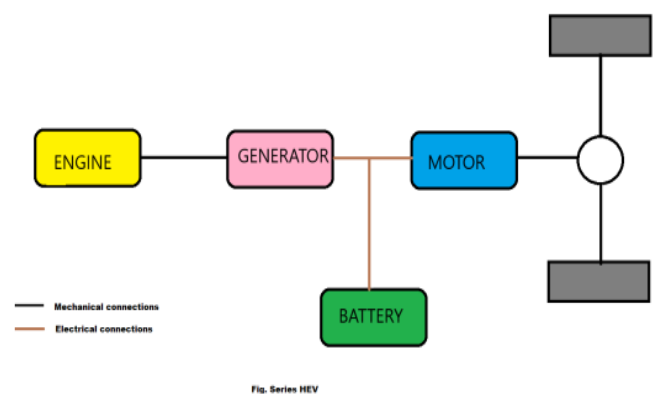 ENGINE
GENERATOR
MOTOR
BATTERY
Mechanical connections
Electrical connections
Fig. Series HEV